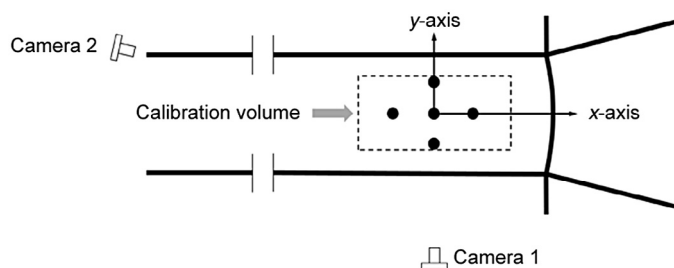 y-axis
Camera 2
Calibration volume
x-axis
Camera 1